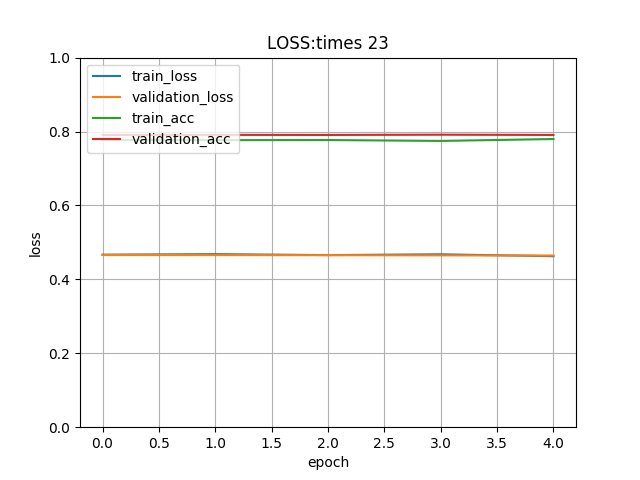 LOSS:times 23
1.0
0.8
0.6
0.4
0.2
0.0
loss
train_loss
validation_loss
train_acc
validation_acc
0.0 0.5 1.0 1.5 2.0 2.5 3.0 3.5 4.0
epoch